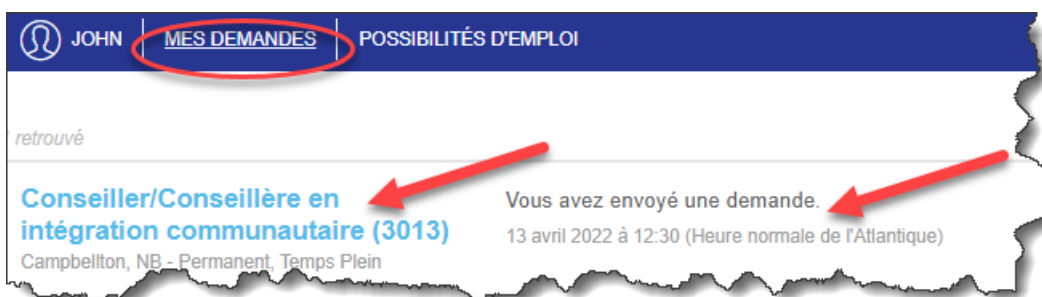 JOHN MES DEMANDES POSSIBILITÉS D'EMPLOI
retrouvé
Conseiller/Conseillère en
intégration communautaire (3013)
Campbellton, NB - Permanent, Temps Plein
Vous avez envoyé une demande.
13 avril 2022 à 12:30 (Heure normale de l'Atlantique)